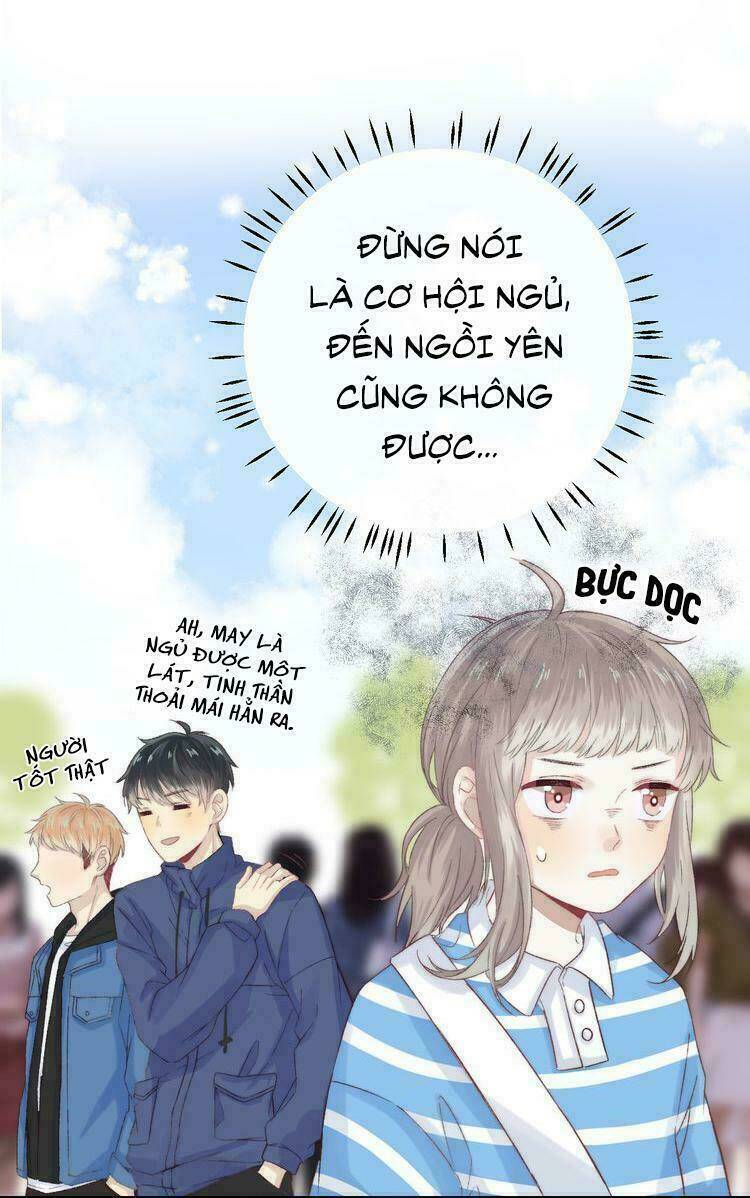 ĐỪNG NÓI
LÀ CƠ HỘI NGỦ,
ĐẾN NGỒI YÊN
CŨNG KHÔNG
ĐƯỢC...
BỰC DỌC
AH, MAY LÀ
NGỦ ĐƯỢC MỘT
LÁT, TINH THẦN
THOẢI MÁI HẲN RA.
NGƯỜI
TỐT THẬT